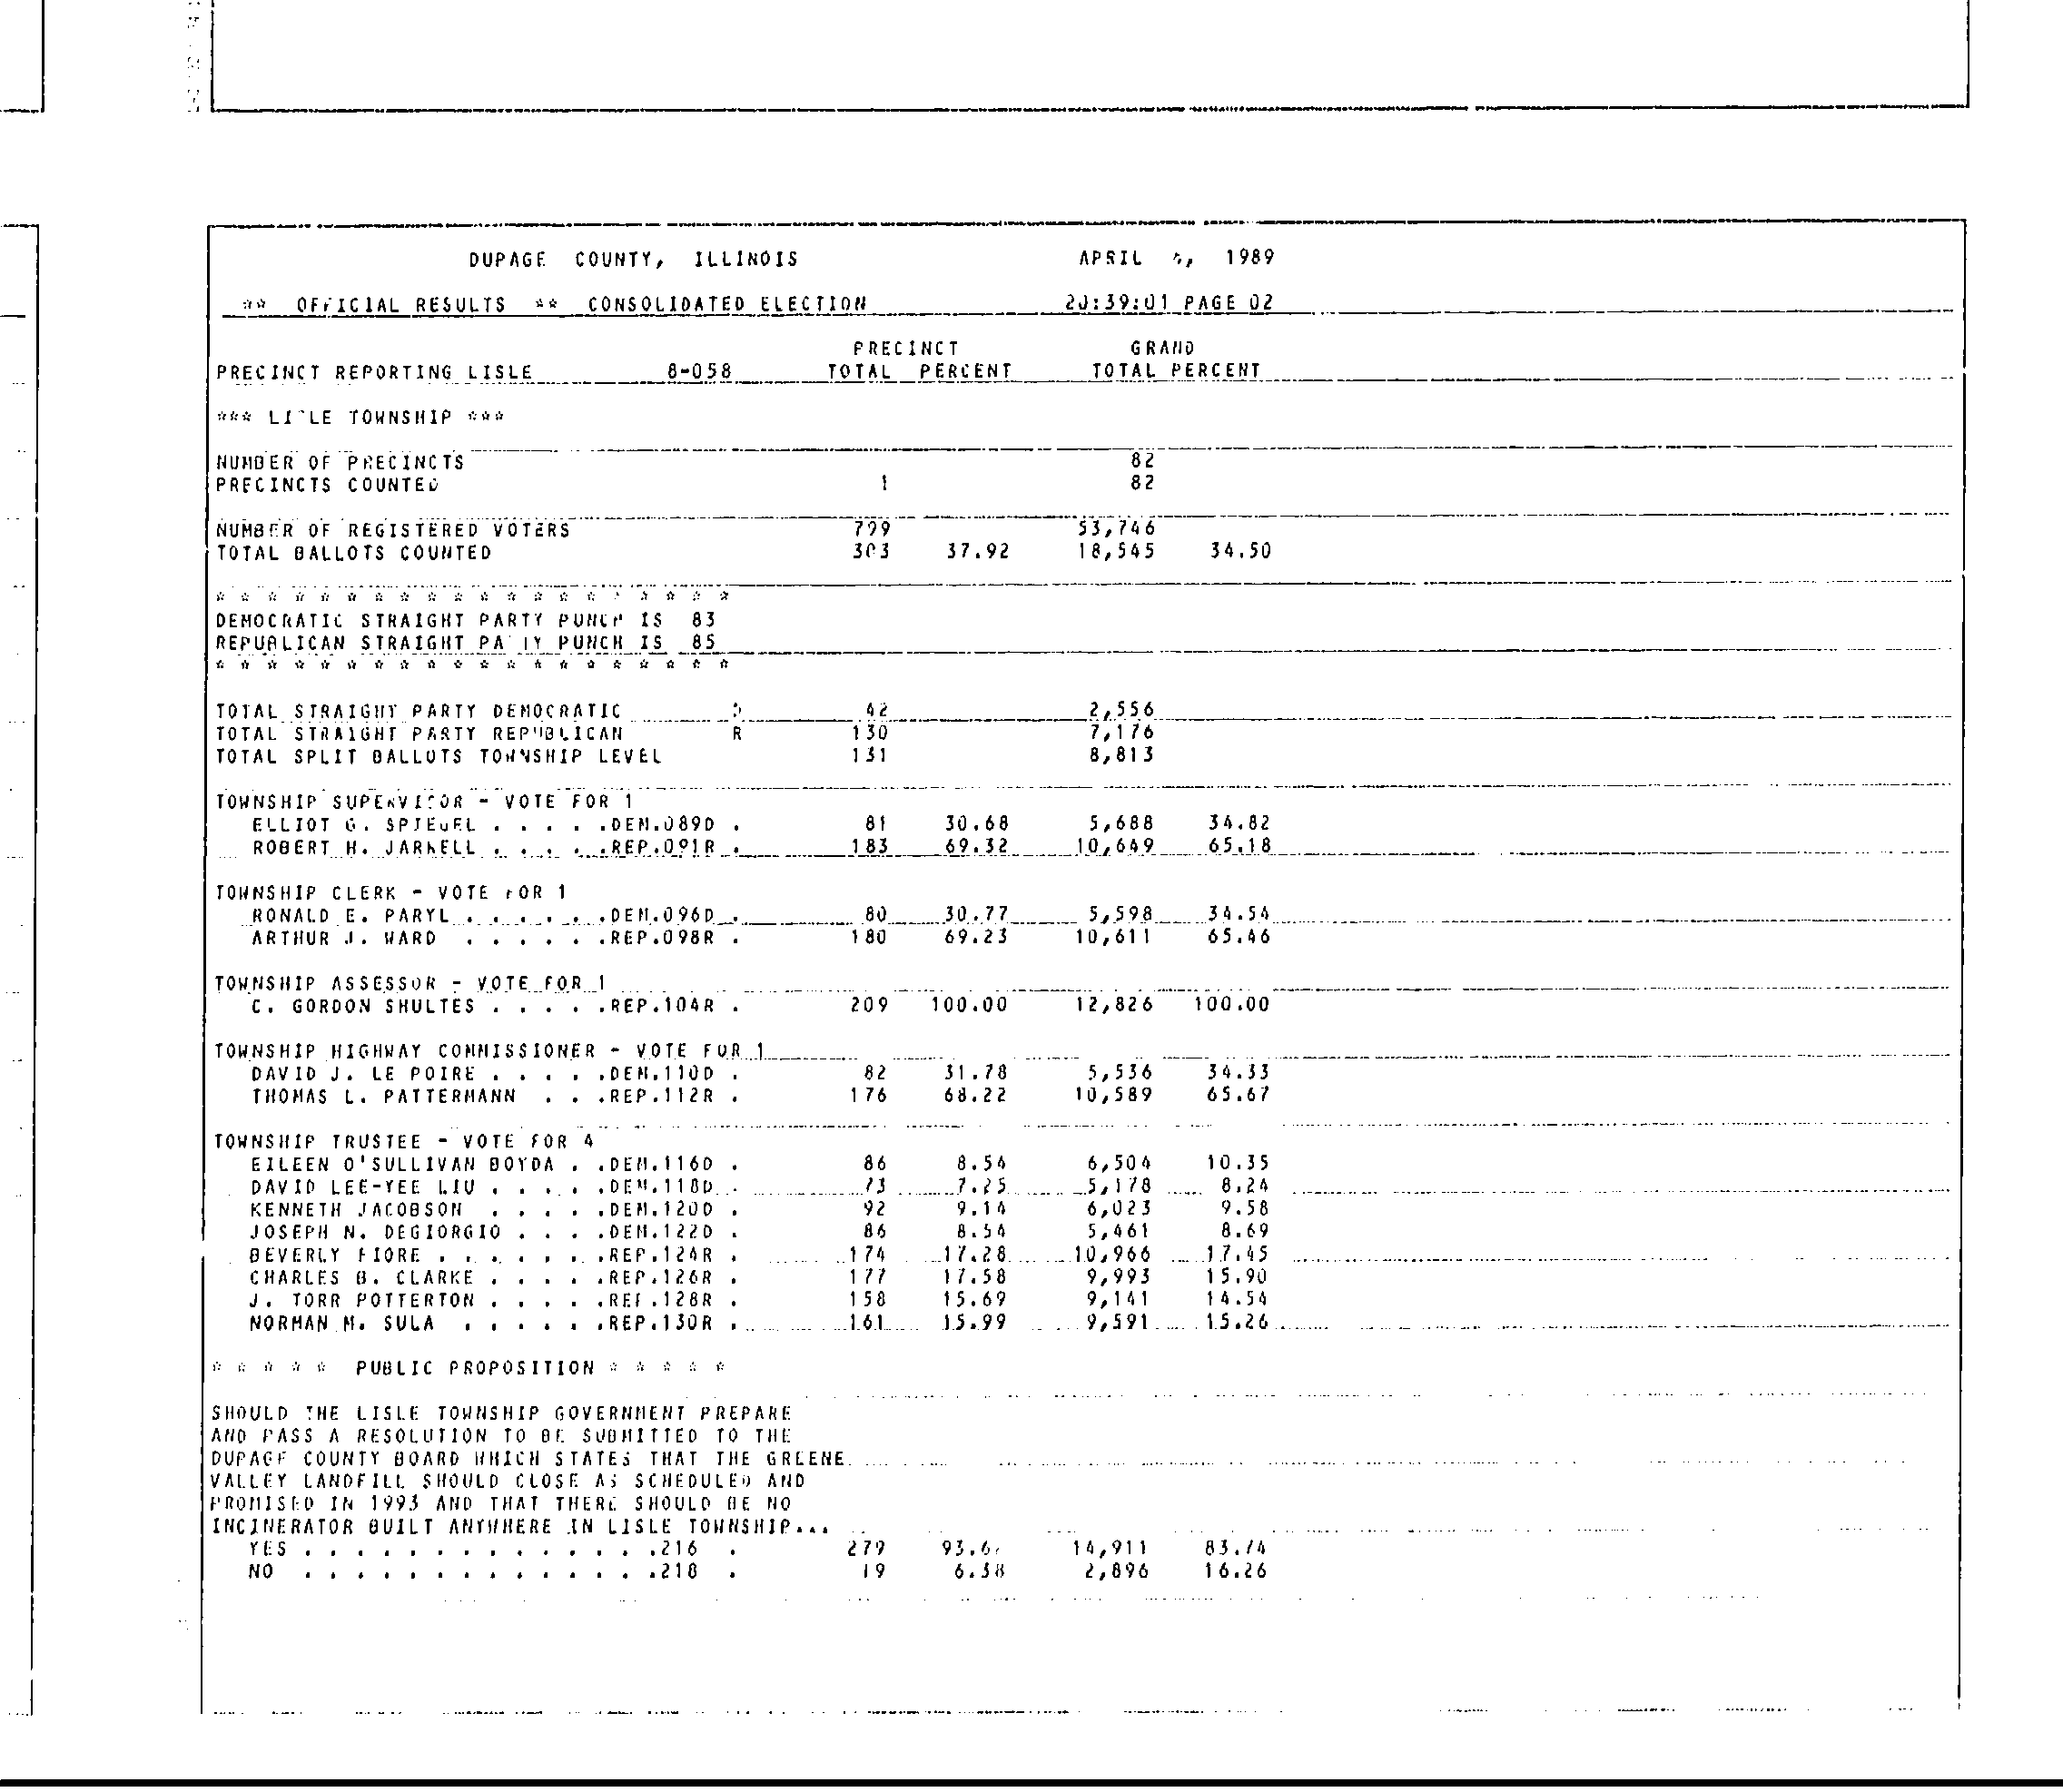 DUPAGE COUNTY, ILLINOIS APRIL 4, 1989
** OFFICIAL RESULTS ** CONSOLIDATED ELECTION 20:39:01 PAGE 02
PRECINCT GRAND
PRECINCT REPORTING LISLE 8-058 TOTAL PERCENT TOTAL PERCENT
*** LISLE TOWNSHIP ***
NUMBER OF PRECINCTS 82
PRECINCTS COUNTED 1 82
NUMBER OF REGISTERED VOTERS 799 53,746
TOTAL BALLOTS COUNTED 303 37.92 18,545 34.50
* * * * * * * * * * * * * * * * * * * *
DEMOCRATIC STRAIGHT PARTY PUNCH IS 83
REPUBLICAN STRAIGHT PARTY PUNCH IS 85
* * * * * * * * * * * * * * * * * * * *
TOTAL STRAIGHT PARTY DEMOCRATIC D 42 2,556
TOTAL STRAIGHT PARTY REPUBLICAN R 130 7,176
TOTAL SPLIT BALLOTS TOWNSHIP LEVEL 131 8,813
TOWNSHIP SUPERVISOR - VOTE FOR 1
ELLIOT G. SPIEGEL . . . . .DEM.089D . 81 30.68 5,688 34.82
ROBERT H. JARNELL . . . . .REP.091R . 183 69.32 10,649 65.18
TOWNSHIP CLERK - VOTE FOR 1
RONALD E. PARYL . . . . . .DEM.096D . 80 30.77 5,598 34.54
ARTHUR J. WARD . . . . . .REP.098R . 180 69.23 10,611 65.46
TOWNSHIP ASSESSOR - VOTE FOR 1
C. GORDON SHULTES . . . . .REP.104R . 209 100.00 12,826 100.00
TOWNSHIP HIGHWAY COMMISSIONER - VOTE FOR 1
DAVID J. LE POIRE . . . . .DEM.110D . 82 31.78 5,536 34.33
THOMAS L. PATTERMANN . . .REP.112R . 176 68.22 10,589 65.67
TOWNSHIP TRUSTEE - VOTE FOR 4
EILEEN O'SULLIVAN BOYDA . .DEM.116D . 86 8.54 6,504 10.35
DAVID LEE-YEE LIU . . . . .DEM.118D . 73 7.25 5,178 8.24
KENNETH JACOBSON . . . . .DEM.120D . 92 9.14 6,023 9.58
JOSEPH N. DEGIORGIO . . . .DEM.122D . 86 8.54 5,461 8.69
BEVERLY FIORE . . . . . . .REP.124R . 174 17.28 10,966 17.45
CHARLES B. CLARKE . . . . .REP.126R . 177 17.58 9,993 15.90
J. TORR POTTERTON . . . . .REP.128R . 158 15.69 9,141 14.54
NORMAN M. SULA . . . . . .REP.130R . 161 15.99 9,591 15.26
* * * * * PUBLIC PROPOSITION * * * * *
SHOULD THE LISLE TOWNSHIP GOVERNMENT PREPARE
AND PASS A RESOLUTION TO BE SUBMITTED TO THE
DUPAGE COUNTY BOARD WHICH STATES THAT THE GREENE
VALLEY LANDFILL SHOULD CLOSE AS SCHEDULED AND
PROMISED IN 1993 AND THAT THERE SHOULD BE NO
INCINERATOR BUILT ANYWHERE IN LISLE TOWNSHIP...
YES . . . . . . . . . . . . . .216 . 279 93.62 14,911 83.74
NO . . . . . . . . . . . . . .218 . 19 6.38 2,896 16.26